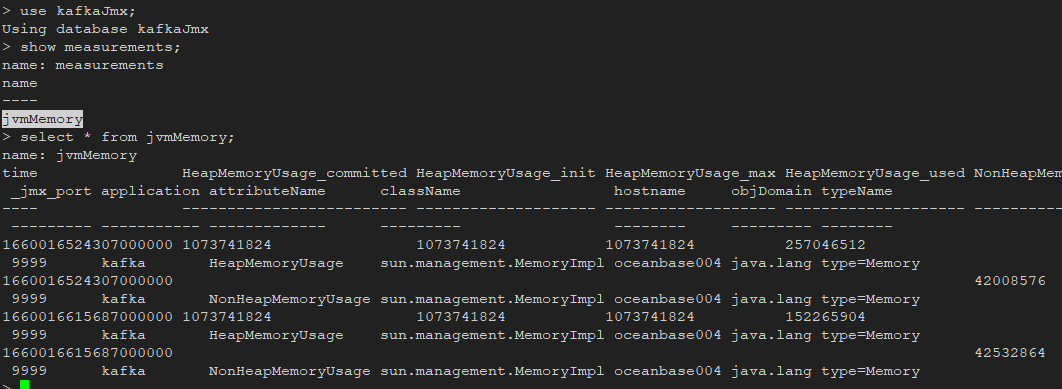 > use kafkaJmx;
Using database kafkaJmx
> show measurements;
name: measurements
name
----
jvmMemory
> select * from jvmMemory;
name: jvmMemory
time                HeapMemoryUsage_committed HeapMemoryUsage_init HeapMemoryUsage_max HeapMemoryUsage_used NonHeapMem
 _jmx_port application attributeName      className                 hostname     objDomain typeName
----                ------------------------- -------------------- ------------------- -------------------- ----------
 --------- ----------- -------------      ---------                 --------     --------- --------
1660016524307000000 1073741824                1073741824           1073741824          257046512
 9999      kafka       HeapMemoryUsage    sun.management.MemoryImpl oceanbase004 java.lang type=Memory
1660016524307000000                                                                                         42008576
 9999      kafka       NonHeapMemoryUsage sun.management.MemoryImpl oceanbase004 java.lang type=Memory
1660016615687000000 1073741824                1073741824           1073741824          152265904
 9999      kafka       HeapMemoryUsage    sun.management.MemoryImpl oceanbase004 java.lang type=Memory
1660016615687000000                                                                                         42532864
 9999      kafka       NonHeapMemoryUsage sun.management.MemoryImpl oceanbase004 java.lang type=Memory
>